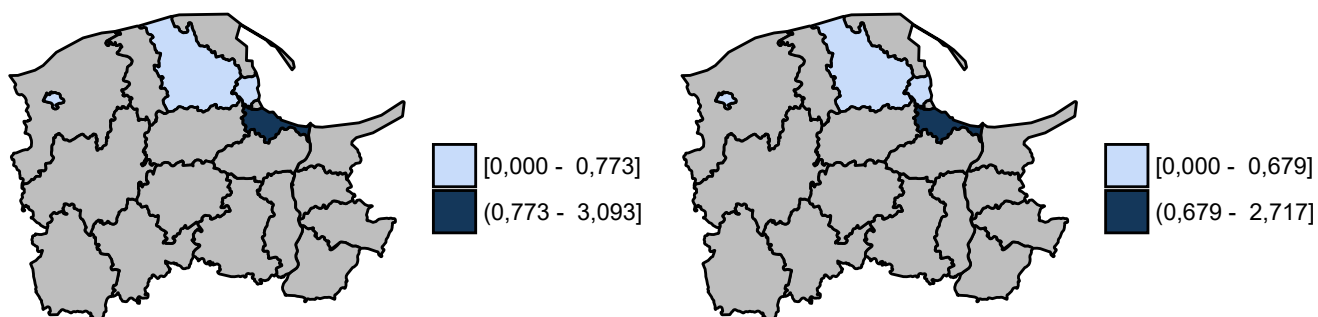 [0,000 -  0,773]
(0,773 -  3,093]
[0,000 -  0,679]
(0,679 -  2,717]